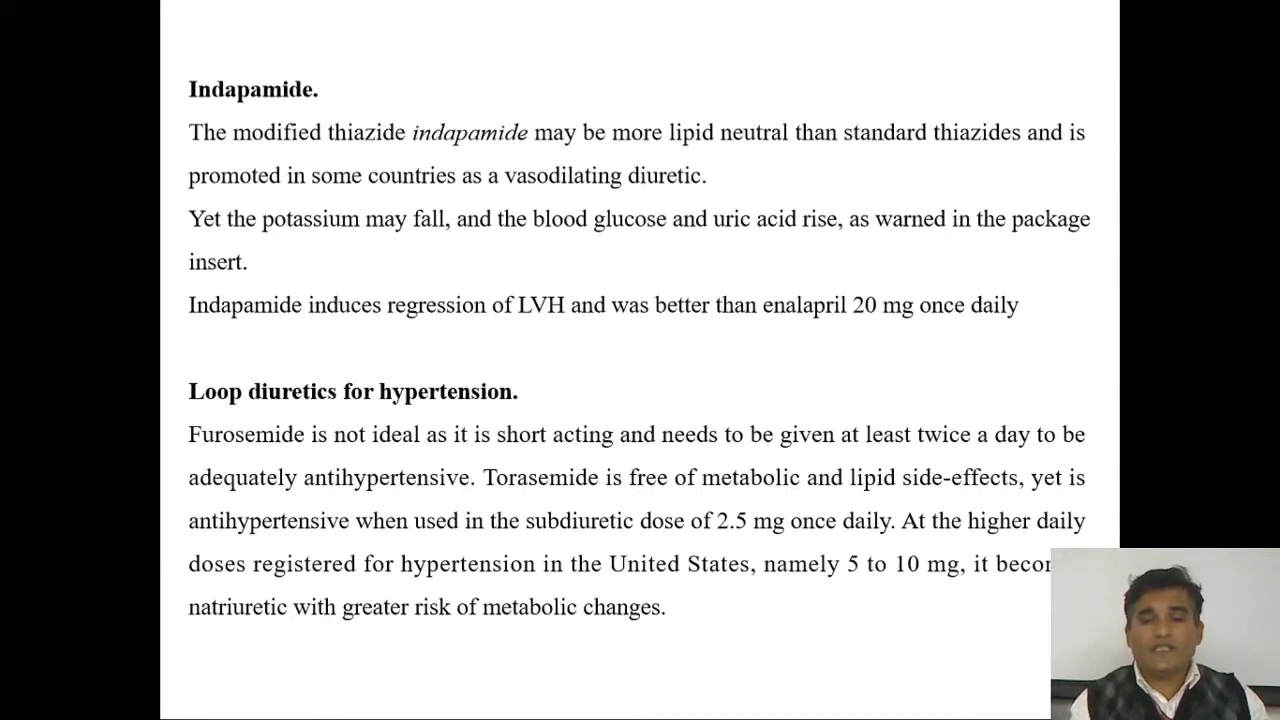 Indapamide.
The modified thiazide indapamide may be more lipid neutral than standard thiazides and is
promoted in some countries as a vasodilating diuretic.
Yet the potassium may fall, and the blood glucose and uric acid rise, as warned in the package
insert.
Indapamide induces regression of LVH and was better than enalapril 20 mg once daily
Loop diuretics for hypertension.
Furosemide is not ideal as it is short acting and needs to be given at least twice a day to be
adequately antihypertensive. Torasemide is free of metabolic and lipid side-effects, yet is
antihypertensive when used in the subdiuretic dose of 2.5 mg once daily. At the higher daily
doses registered for hypertension in the United States, namely 5 to 10 mg, it
natriuretic with greater risk of metabolic changes.